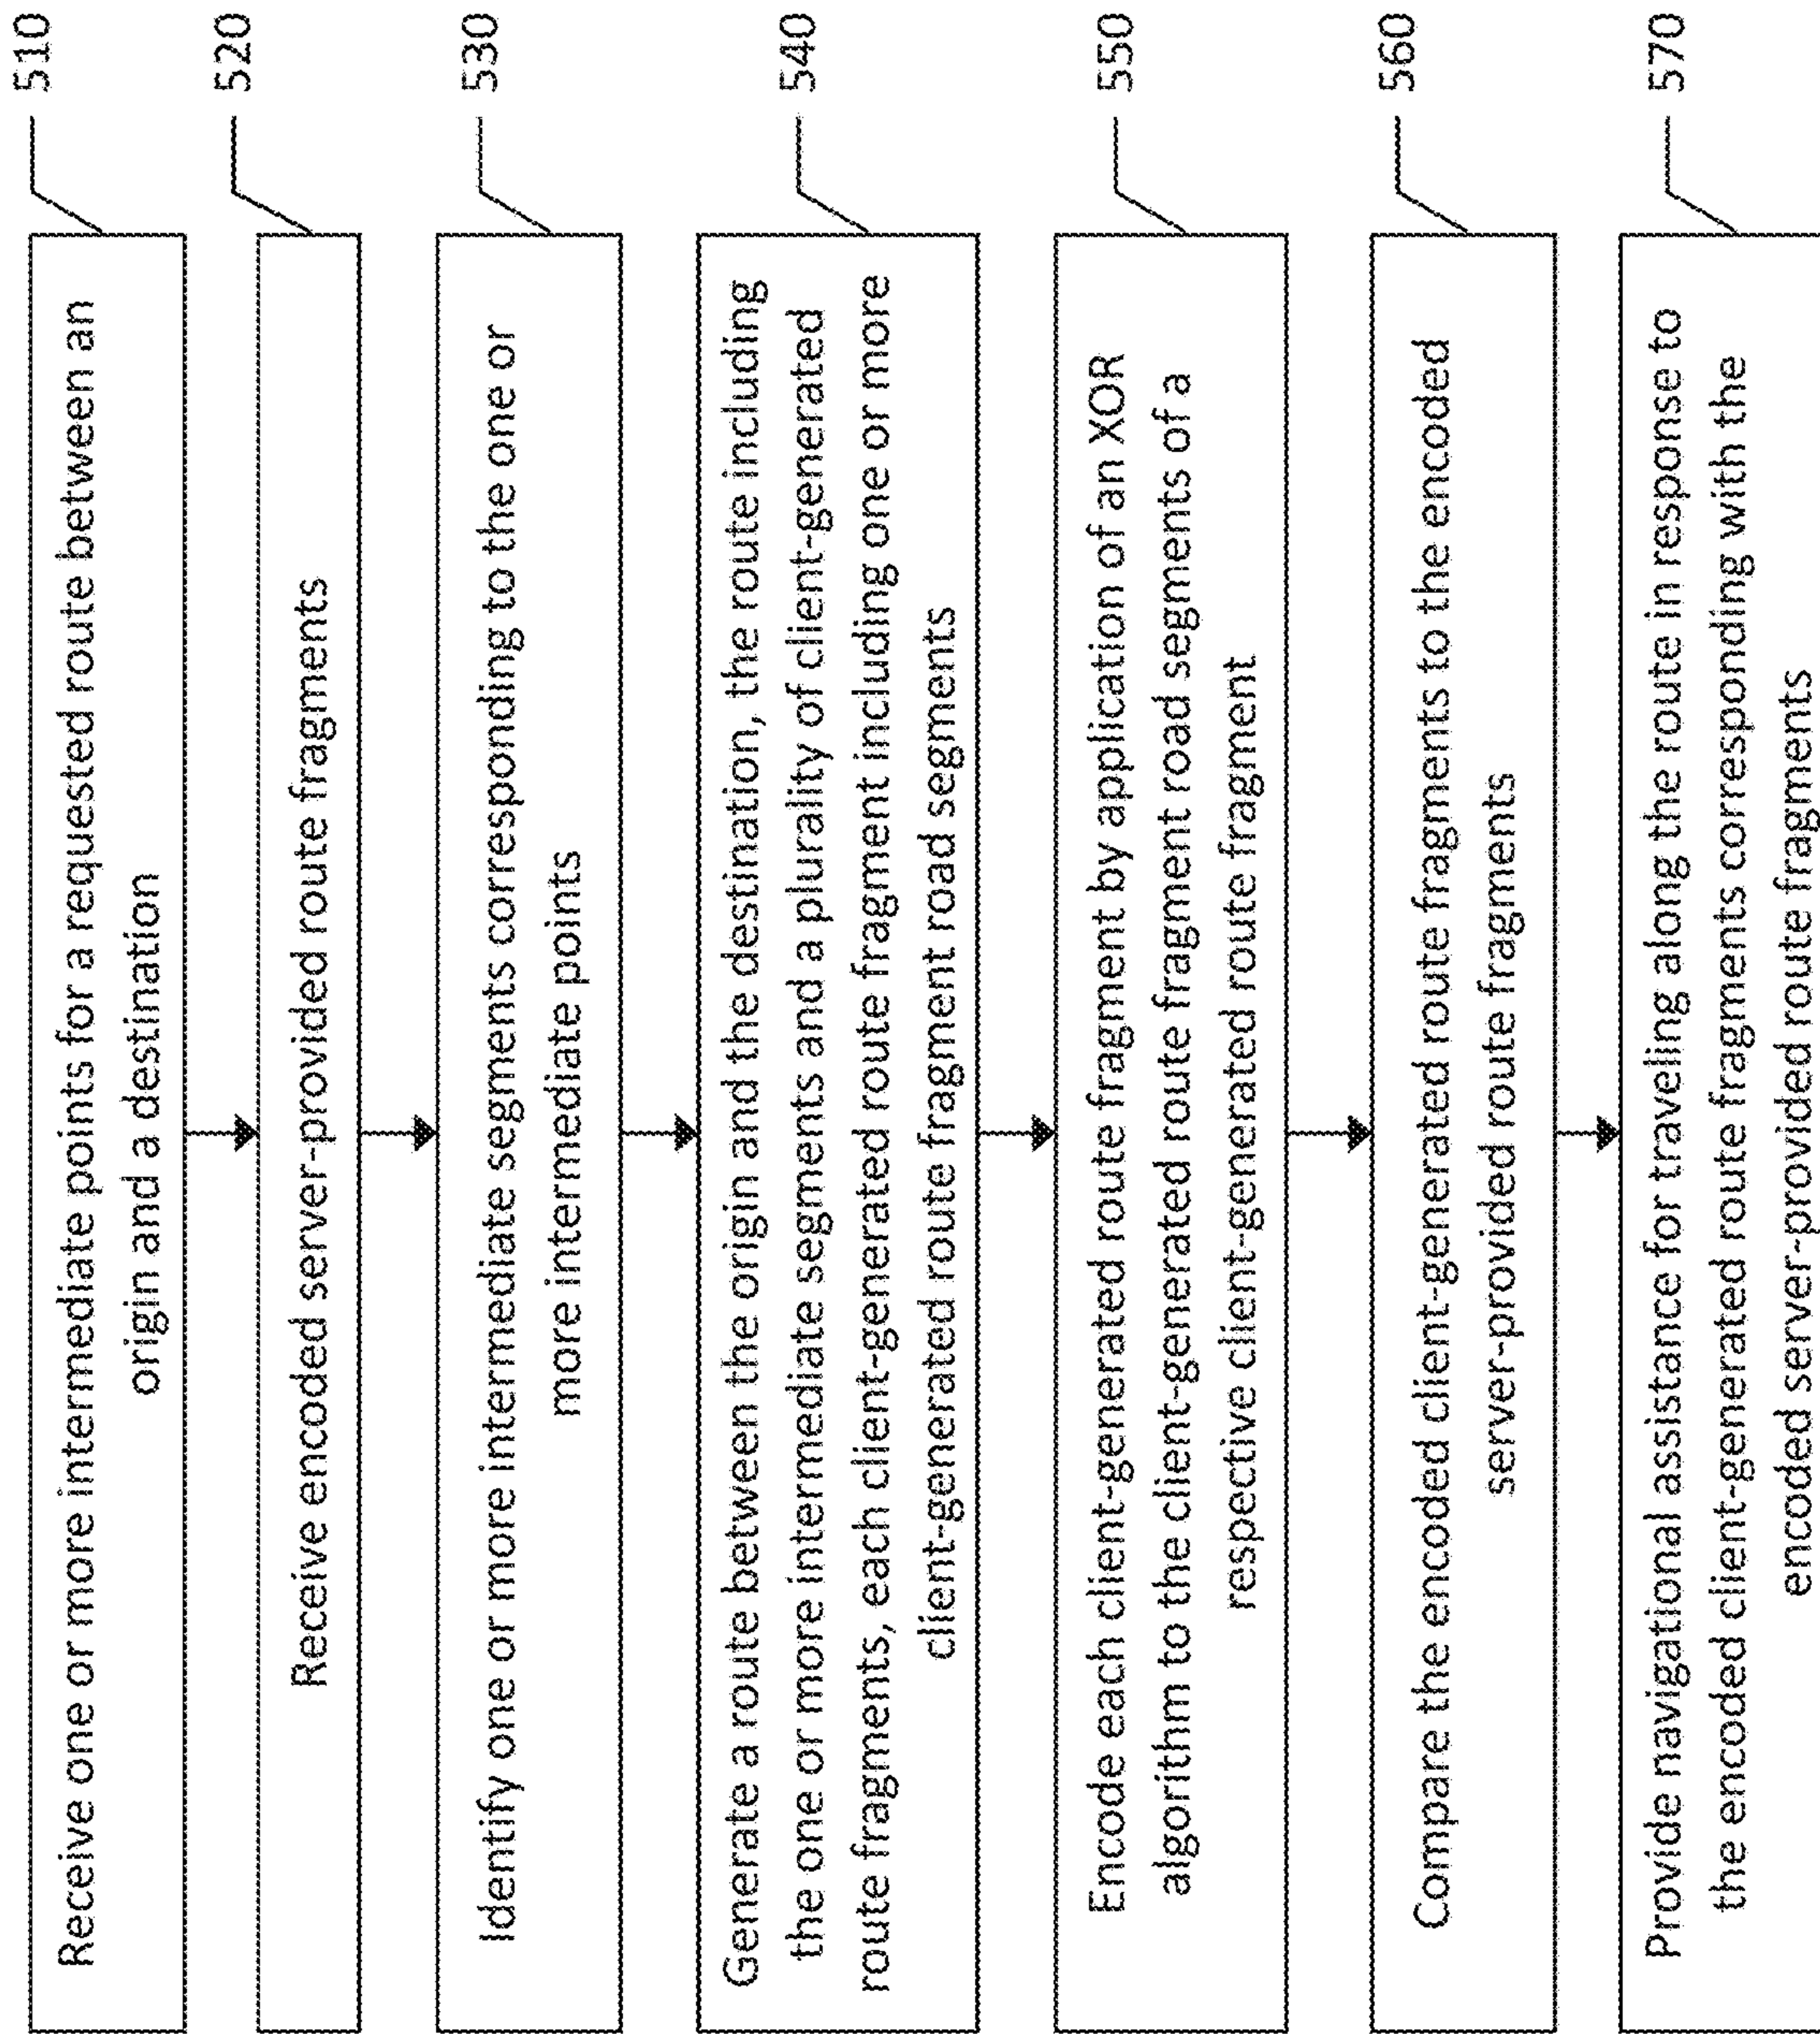 510
Receive one or more intermediate points for a requested route between an
origin and a destination
520
Receive encoded server-provided route fragments
530
Identify one or more intermediate segments corresponding to the one or
more intermediate points
540
Generate a route between the origin and the destination, the route including
the one or more intermediate segments and a plurality of client-generated
route fragments, each client-generated route fragment including one or more
client-generated route fragment road segments
550
Encode each client-generated route fragment by application of an XOR
algorithm to the client-generated route fragment road segments of a
respective client-generated route fragment
560
Compare the encoded client-generated route fragments to the encoded
server-provided route fragments
570
Provide navigational assistance for traveling along the route in response to
the encoded client-generated route fragments corresponding with the
encoded server-provided route fragments